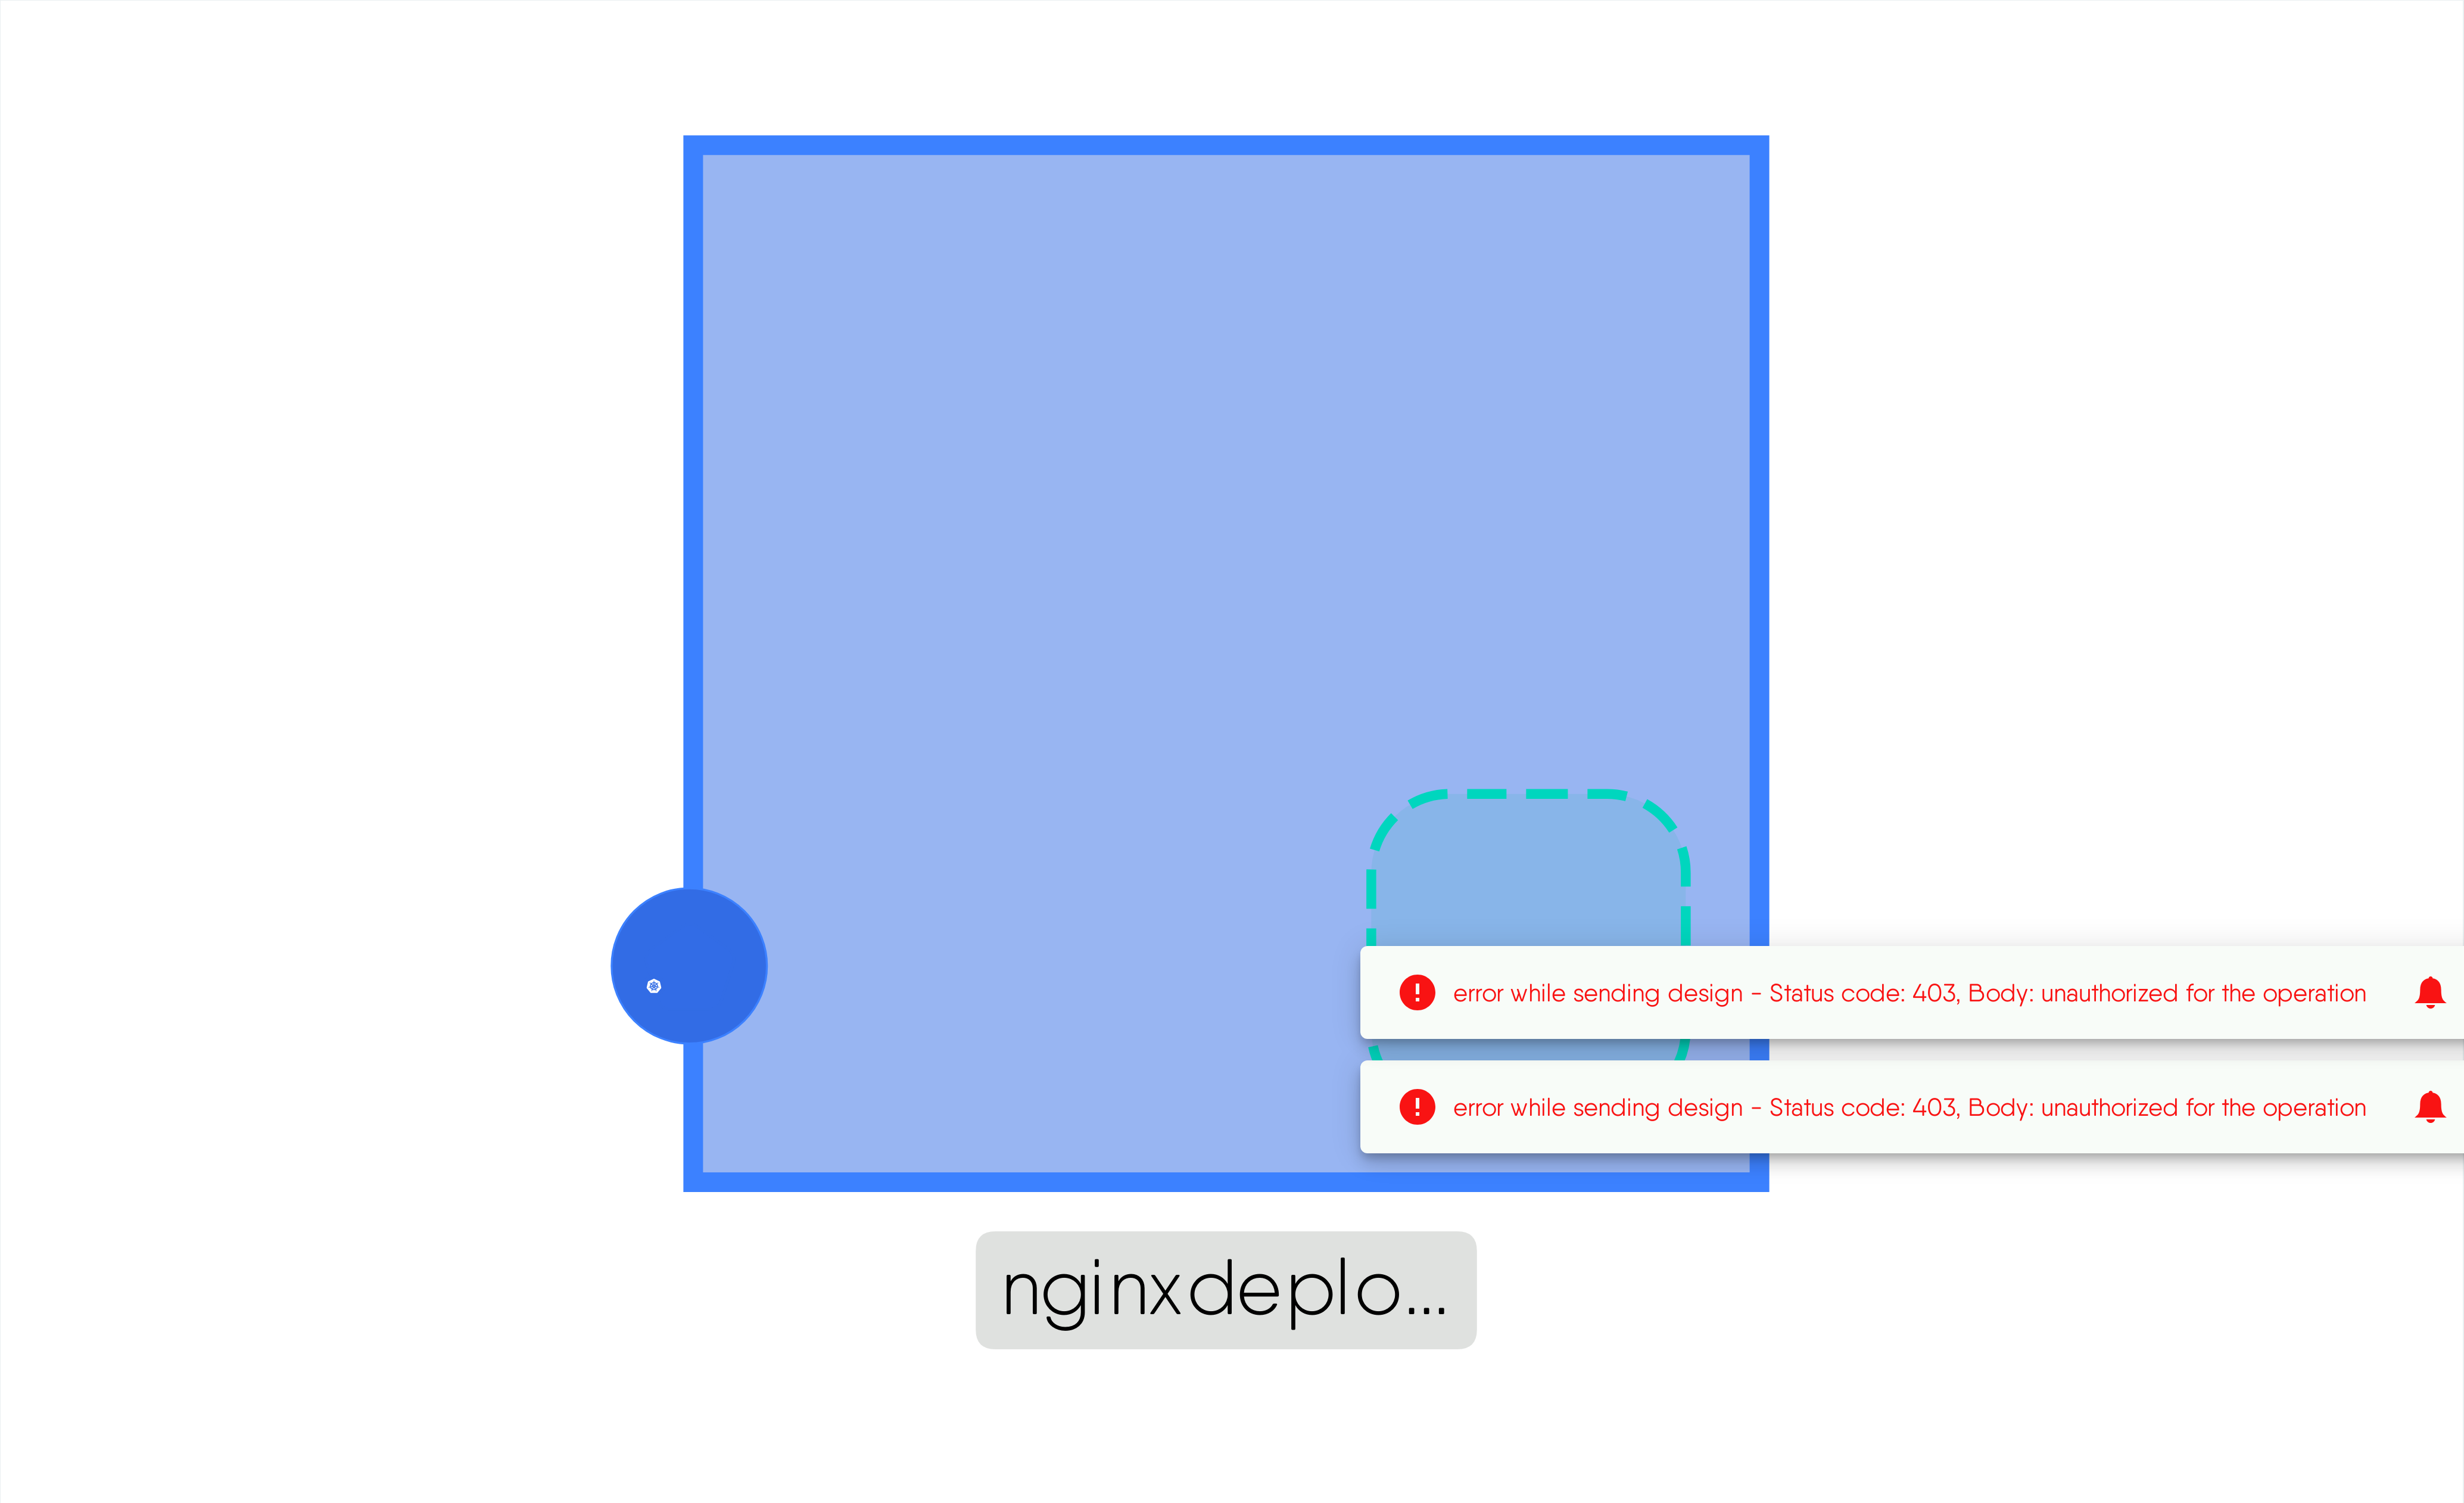 error while sending design - Status code: 403, Body: unauthorized for the operation
error while sending design - Status code: 403, Body: unauthorized for the operation
nginxdeplo...